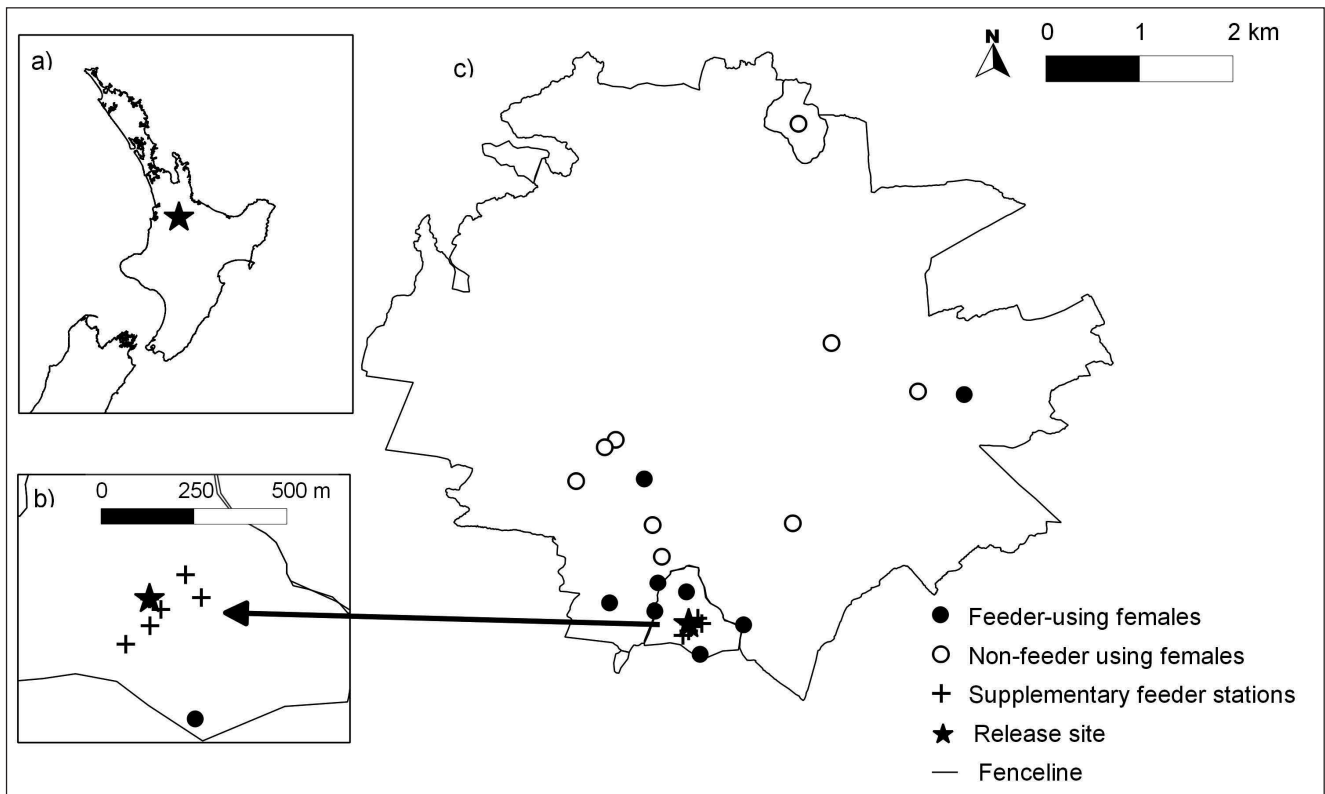 a)
c)
N
0 1 2 km
b)
0 250 500 m
Feeder-using females
Non-feeder using females
Supplementary feeder stations
Release site
Fenceline